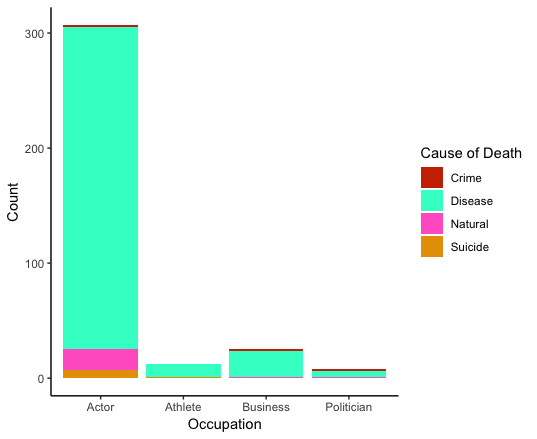 300
200
100
0
Count
Actor
Athlete
Business
Politician
Occupation
Cause of Death
Crime
Disease
Natural
Suicide